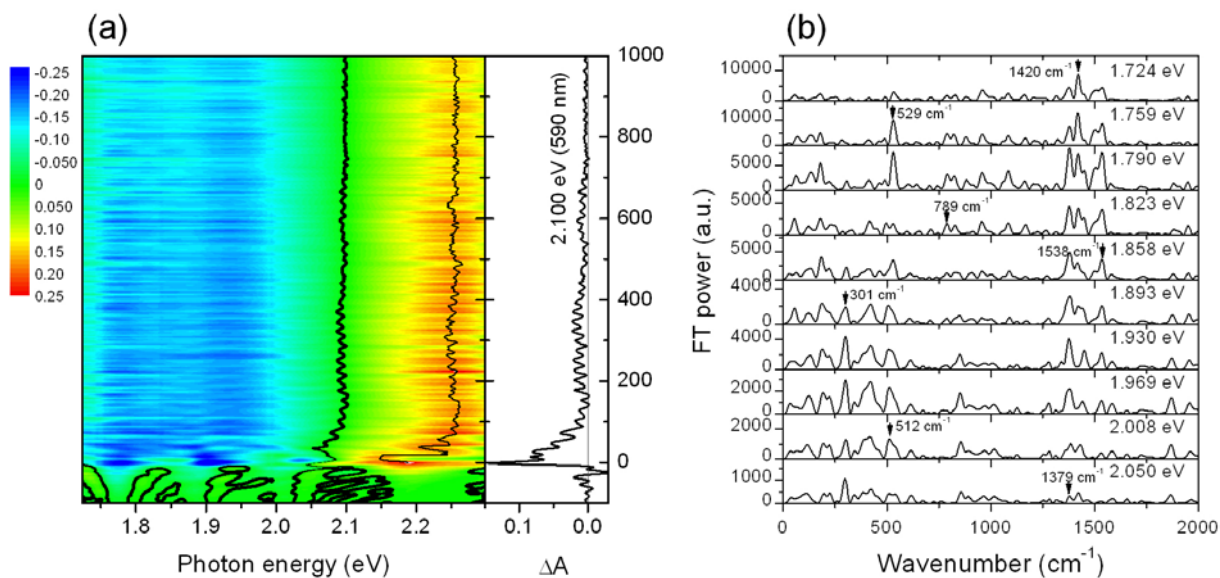 (a)
-0.25
-0.20
-0.15
-0.10
-0.050
0
0.050
0.10
0.15
0.20
0.25
2.100 eV (590 nm)
1000
800
600
400
200
0
1.8
1.9
2.0
2.1
2.2
0.1
0.0
Photon energy (eV)
ΔA
(b)
FT power (a.u.)
10000
0
1420 cm⁻¹
1.724 eV
10000
0
529 cm⁻¹
1.759 eV
5000
0
1.790 eV
5000
0
789 cm⁻¹
1.823 eV
5000
0
1538 cm⁻¹
1.858 eV
4000
0
301 cm⁻¹
1.893 eV
4000
0
1.930 eV
2000
0
1.969 eV
2000
0
512 cm⁻¹
2.008 eV
1000
0
1379 cm⁻¹
2.050 eV
0
500
1000
1500
2000
Wavenumber (cm⁻¹)